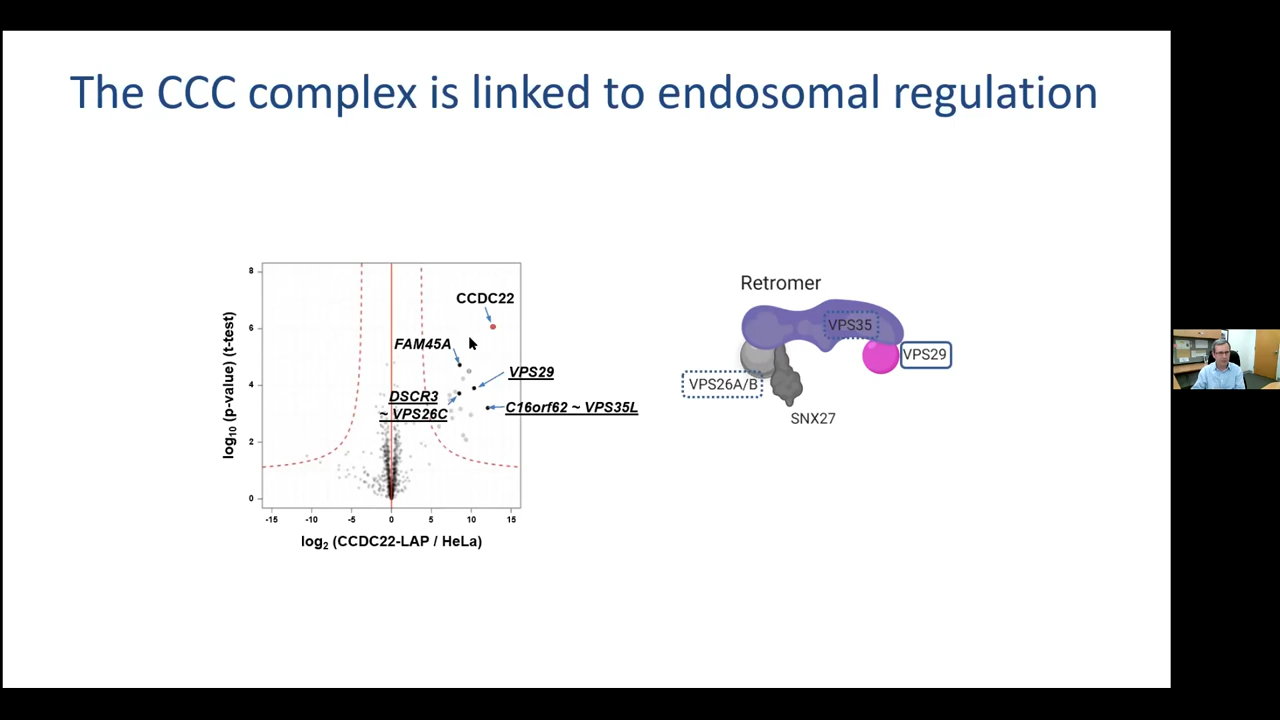 The CCC complex is linked to endosomal regulation
8
6
4
2
0
log10 (p-value) (t-test)
CCDC22
FAM45A
VPS29
DSCR3
~ VPS26C
C16orf62 ~ VPS35L
-15 -10 -5 0 5 10 15
log2 (CCDC22-LAP / HeLa)
Retromer
VPS35
VPS29
VPS26A/B
SNX27